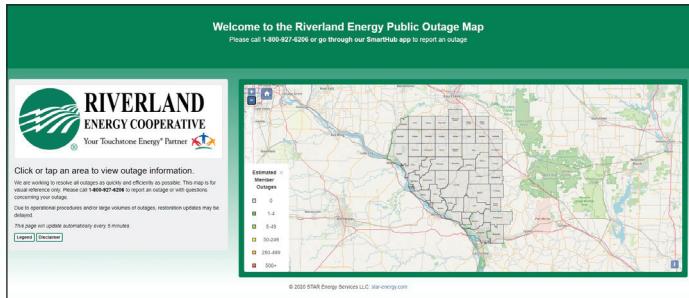 Welcome to the Riverland Energy Public Outage Map
Please call 1-800-927-6206 or go through our SmartHub app to report an outage
RIVERLAND
ENERGY COOPERATIVE
Your Touchstone Energy® Partner
Click or tap an area to view outage information.
We are working to resolve all outages as quickly and efficiently as possible. This map is for
visual reference only. Please call 1-800-927-6206 to report an outage or with questions
concerning your outage.
Due to operational procedures and/or large volumes of outages, restoration updates may be
delayed.
This page will update automatically every 5 minutes
Legend Disclaimer
Estimated ×
Member
Outages
0
1-4
5-49
50-249
250-499
500+
© 2020 STAR Energy Services LLC. star-energy.com